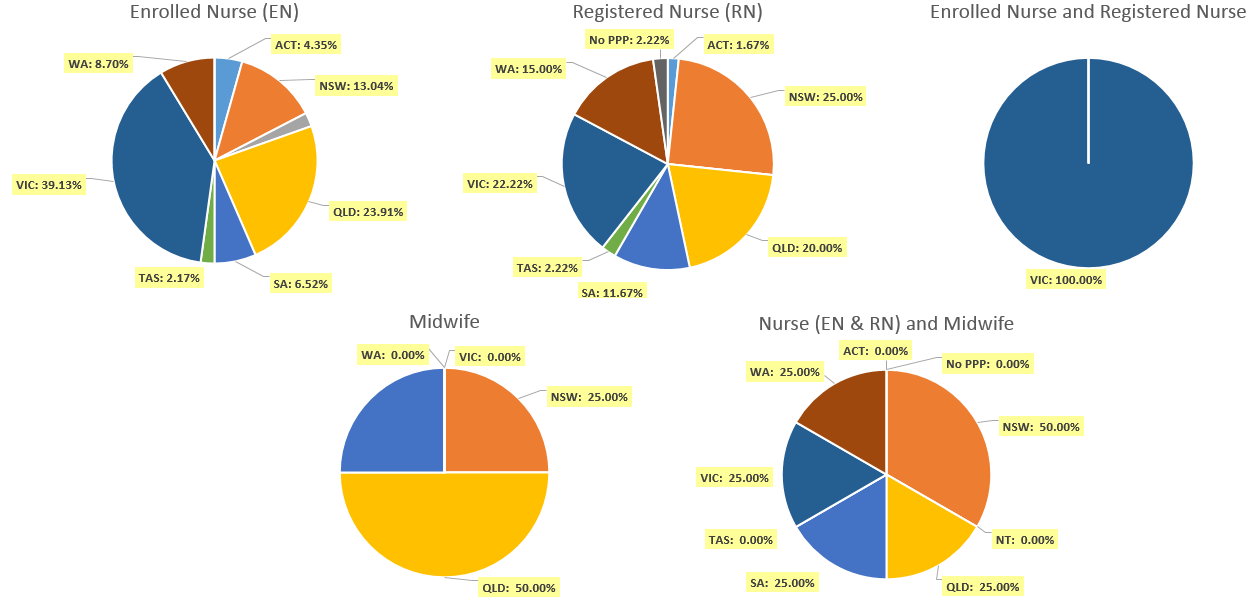 Enrolled Nurse (EN)
ACT: 4.35%
WA: 8.70%
NSW: 13.04%
VIC: 39.13%
QLD: 23.91%
TAS: 2.17%
SA: 6.52%
Registered Nurse (RN)
No PPP: 2.22%
ACT: 1.67%
WA: 15.00%
NSW: 25.00%
VIC: 22.22%
QLD: 20.00%
TAS: 2.22%
SA: 11.67%
Enrolled Nurse and Registered Nurse
VIC: 100.00%
Midwife
WA: 0.00%
VIC: 0.00%
NSW: 25.00%
QLD: 50.00%
Nurse (EN & RN) and Midwife
ACT: 0.00%
No PPP: 0.00%
WA: 25.00%
NSW: 50.00%
VIC: 25.00%
TAS: 0.00%
NT: 0.00%
SA: 25.00%
QLD: 25.00%